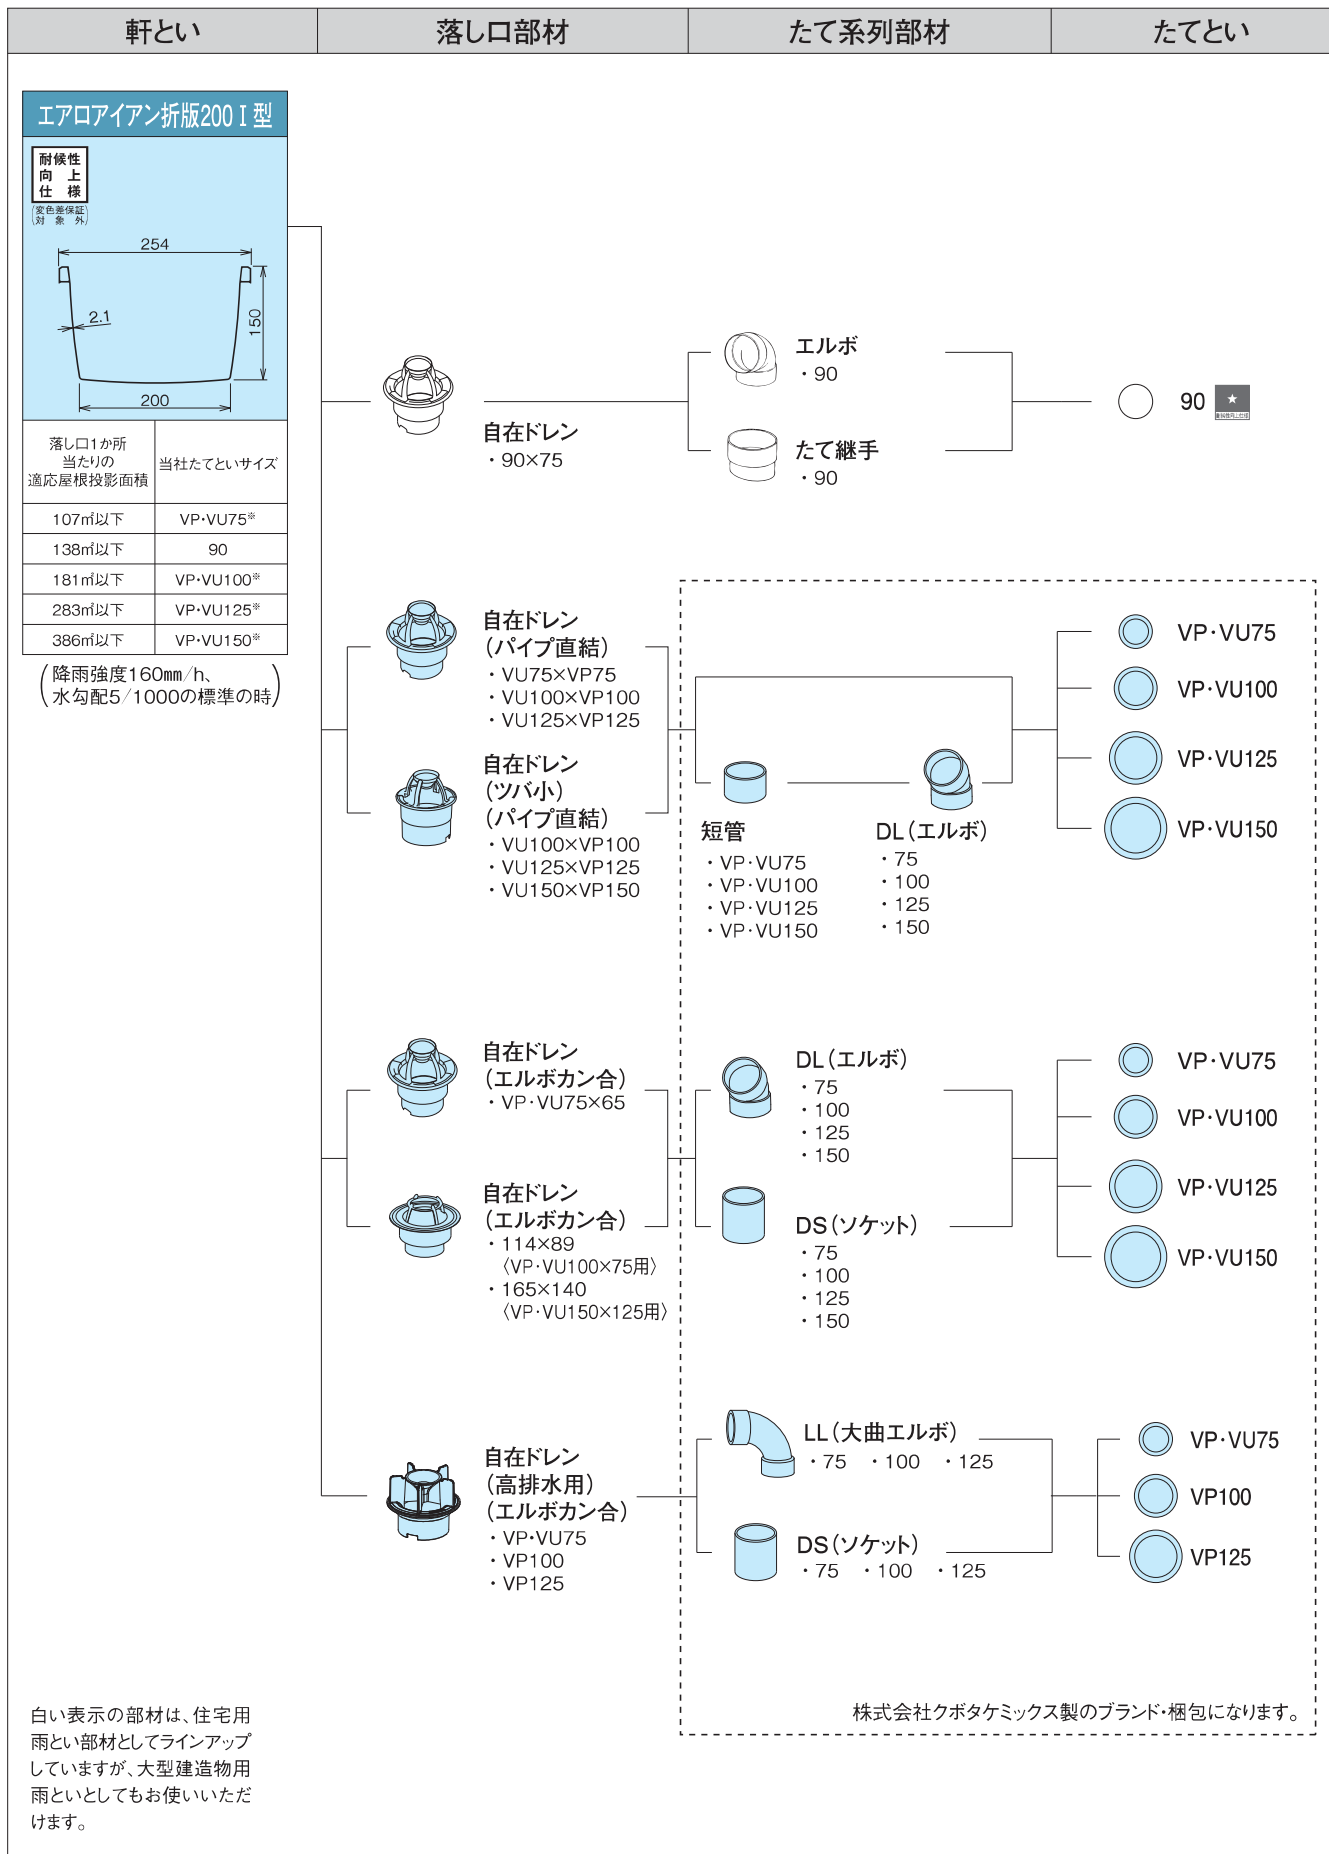 軒とい
落し口部材
たて系列部材
たてとい
エアロアイアン折版200Ⅰ型
耐候性
向上
仕様
(変色差保証
対象外)
254
2.1
150
200
落し口1か所
当たりの
適応屋根投影面積
当社たてといサイズ
107㎡以下 VP・VU75※
138㎡以下 90
181㎡以下 VP・VU100※
283㎡以下 VP・VU125※
386㎡以下 VP・VU150※
(降雨強度160㎜/h、
水勾配5/1000の標準の時)
自在ドレン
・90×75
エルボ
・90
たて継手
・90
90
★
耐候性向上仕様
自在ドレン
(パイプ直結)
・VU75×VP75
・VU100×VP100
・VU125×VP125
自在ドレン
(ツバ小)
(パイプ直結)
・VU100×VP100
・VU125×VP125
・VU150×VP150
短管
・VP・VU75
・VP・VU100
・VP・VU125
・VP・VU150
DL(エルボ)
・75
・100
・125
・150
VP・VU75
VP・VU100
VP・VU125
VP・VU150
自在ドレン
(エルボカン合)
・VP・VU75×65
自在ドレン
(エルボカン合)
・114×89
〈VP・VU100×75用〉
・165×140
〈VP・VU150×125用〉
DL(エルボ)
・75
・100
・125
・150
DS(ソケット)
・75
・100
・125
・150
VP・VU75
VP・VU100
VP・VU125
VP・VU150
自在ドレン
(高排水用)
(エルボカン合)
・VP・VU75
・VP100
・VP125
LL(大曲エルボ)
・75 ・100 ・125
DS(ソケット)
・75 ・100 ・125
VP・VU75
VP100
VP125
株式会社クボタケミックス製のブランド・梱包になります。
白い表示の部材は、住宅用
雨とい部材としてラインアップ
していますが、大型建造物用
雨といとしてもお使いいただ
けます。